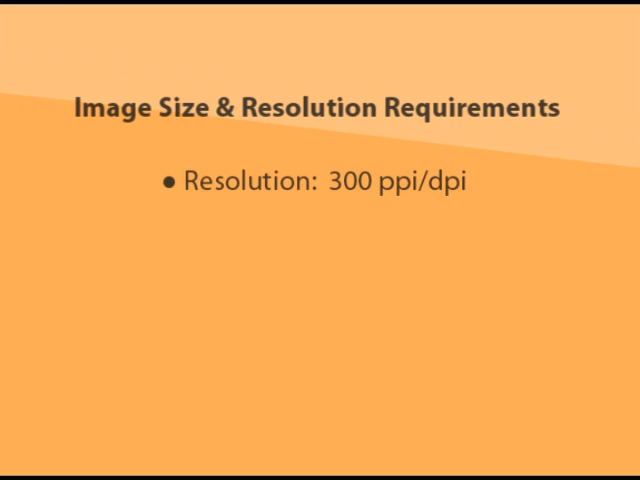 Image Size & Resolution Requirements
● Resolution: 300 ppi/dpi